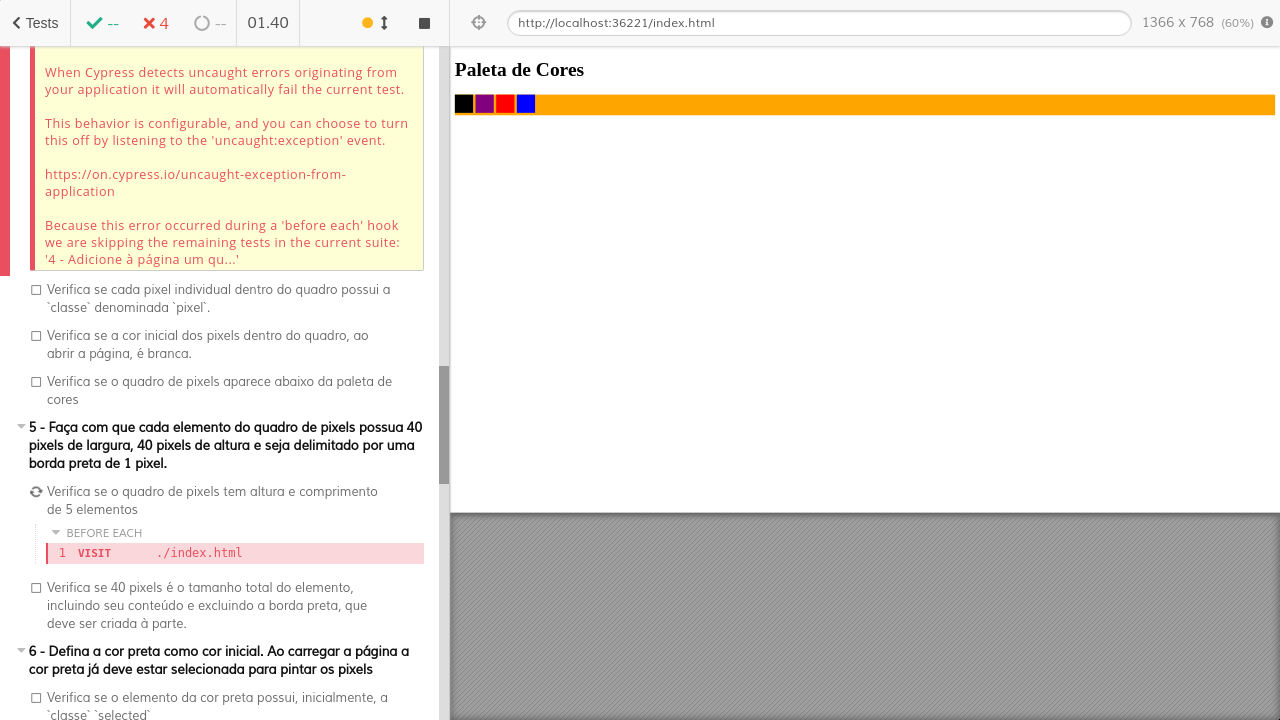 Tests
--
4
--
01.40
http://localhost:36221/index.html
1366 x 768 (60%)
When Cypress detects uncaught errors originating from
your application it will automatically fail the current test.
This behavior is configurable, and you can choose to turn
this off by listening to the 'uncaught:exception' event.
https://on.cypress.io/uncaught-exception-from-
application
Because this error occurred during a 'before each' hook
we are skipping the remaining tests in the current suite:
'4 - Adicione à página um qu...'
Verifica se cada pixel individual dentro do quadro possui a
`classe` denominada `pixel`.
Verifica se a cor inicial dos pixels dentro do quadro, ao
abrir a página, é branca.
Verifica se o quadro de pixels aparece abaixo da paleta de
cores
5 - Faça com que cada elemento do quadro de pixels possua 40
pixels de largura, 40 pixels de altura e seja delimitado por uma
borda preta de 1 pixel.
Verifica se o quadro de pixels tem altura e comprimento
de 5 elementos
BEFORE EACH
1 VISIT ./index.html
Verifica se 40 pixels é o tamanho total do elemento,
incluindo seu conteúdo e excluindo a borda preta, que
deve ser criada à parte.
6 - Defina a cor preta como cor inicial. Ao carregar a página a
cor preta já deve estar selecionada para pintar os pixels
Verifica se o elemento da cor preta possui, inicialmente, a
`classe` `selected`
Paleta de Cores